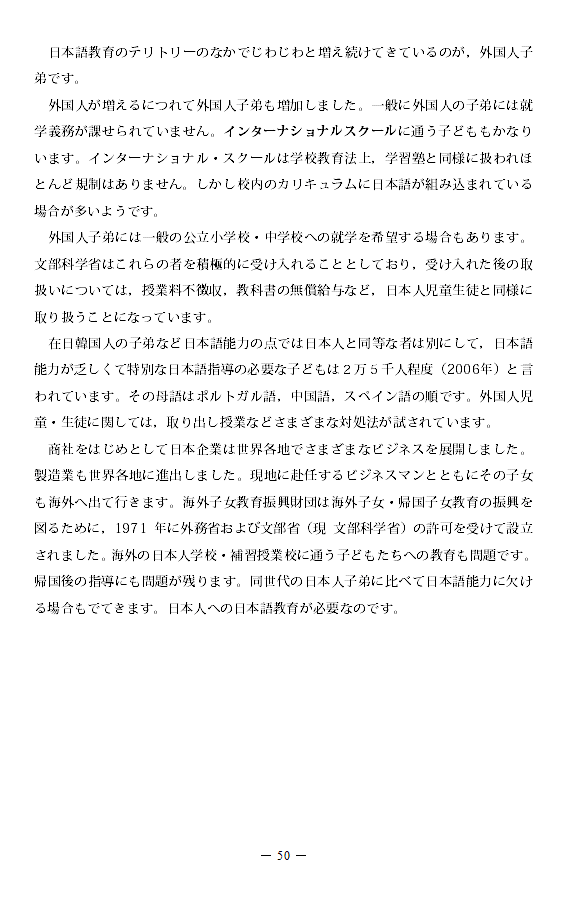 日本語教育のテリトリーのなかでじわじわと増え続けてきているのが，外国人子
弟です。
外国人が増えるにつれて外国人子弟も増加しました。一般に外国人の子弟には就
学義務が課せられていません。インターナショナルスクールに通う子どももかなり
います。インターナショナル・スクールは学校教育法上，学習塾と同様に扱われほ
とんど規制はありません。しかし校内のカリキュラムに日本語が組み込まれている
場合が多いようです。
外国人子弟には一般の公立小学校・中学校への就学を希望する場合もあります。
文部科学省はこれらの者を積極的に受け入れることとしており，受け入れた後の取
扱いについては，授業料不徴収，教科書の無償給与など，日本人児童生徒と同様に
取り扱うことになっています。
在日韓国人の子弟など日本語能力の点では日本人と同等な者は別にして，日本語
能力が乏しくて特別な日本語指導の必要な子どもは２万５千人程度（2006年）と言
われています。その母語はポルトガル語，中国語，スペイン語の順です。外国人児
童・生徒に関しては，取り出し授業などさまざまな対処法が試されています。
商社をはじめとして日本企業は世界各地でさまざまなビジネスを展開しました。
製造業も世界各地に進出しました。現地に赴任するビジネスマンとともにその子女
も海外へ出て行きます。海外子女教育振興財団は海外子女・帰国子女教育の振興を
図るために，1971 年に外務省および文部省（現 文部科学省）の許可を受けて設立
されました。海外の日本人学校・補習授業校に通う子どもたちへの教育も問題です。
帰国後の指導にも問題が残ります。同世代の日本人子弟に比べて日本語能力に欠け
る場合もでてきます。日本人への日本語教育が必要なのです。
― 50 ―